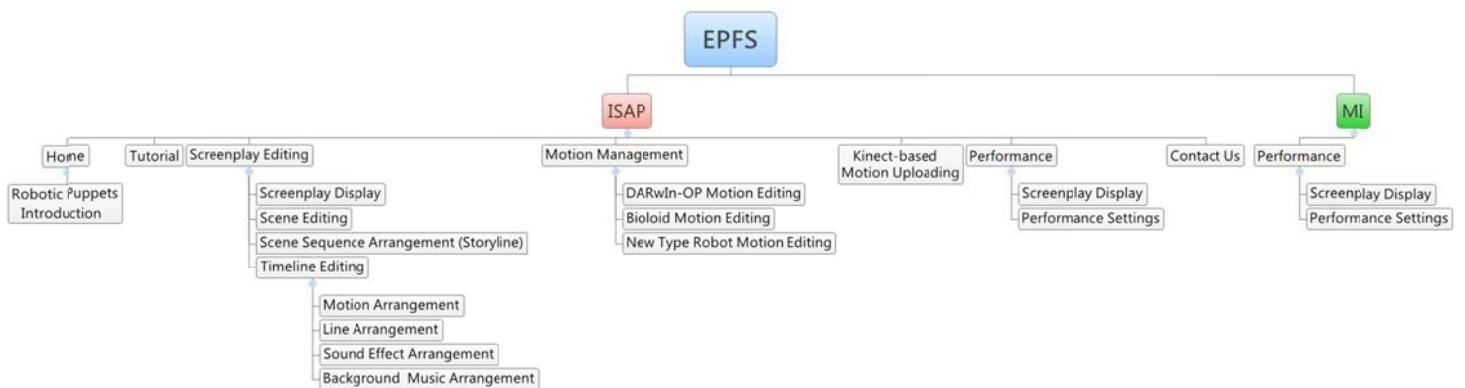 EPFS
ISAP
MI
Home
Tutorial
Screenplay Editing
Motion Management
Kinect-based
Motion Uploading
Performance
Contact Us
Performance
Robotic Puppets
Introduction
Screenplay Display
Scene Editing
Scene Sequence Arrangement (Storyline)
Timeline Editing
Motion Arrangement
Line Arrangement
Sound Effect Arrangement
Background Music Arrangement
DARwIn-OP Motion Editing
Bioloid Motion Editing
New Type Robot Motion Editing
Screenplay Display
Performance Settings
Screenplay Display
Performance Settings